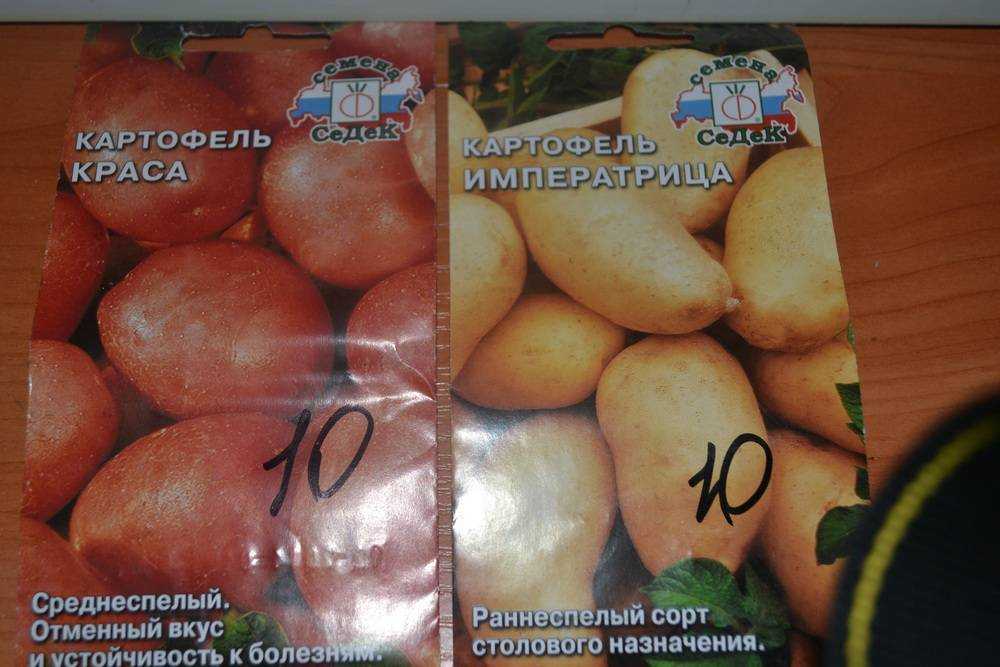 семена
СеДеК
КАРТОФЕЛЬ
КРАСА
10
Среднеспелый.
Отменный вкус
и устойчивость к болезням.
семена
СеДеК
КАРТОФЕЛЬ
ИМПЕРАТРИЦА
10
Раннеспелый сорт
столового назначения.